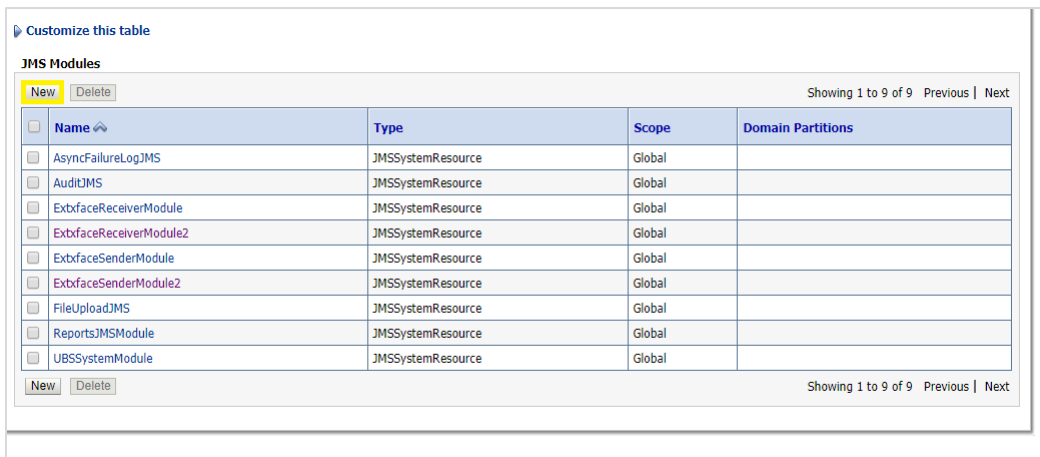 Customize this table
JMS Modules
New Delete Showing 1 to 9 of 9 Previous | Next
Name Type Scope Domain Partitions
AsyncFailureLogJMS JMSSystemResource Global
AuditJMS JMSSystemResource Global
ExtxfaceReceiverModule JMSSystemResource Global
ExtxfaceReceiverModule2 JMSSystemResource Global
ExtxfaceSenderModule JMSSystemResource Global
ExtxfaceSenderModule2 JMSSystemResource Global
FileUploadJMS JMSSystemResource Global
ReportsJMSModule JMSSystemResource Global
UBSSystemModule JMSSystemResource Global
New Delete Showing 1 to 9 of 9 Previous | Next